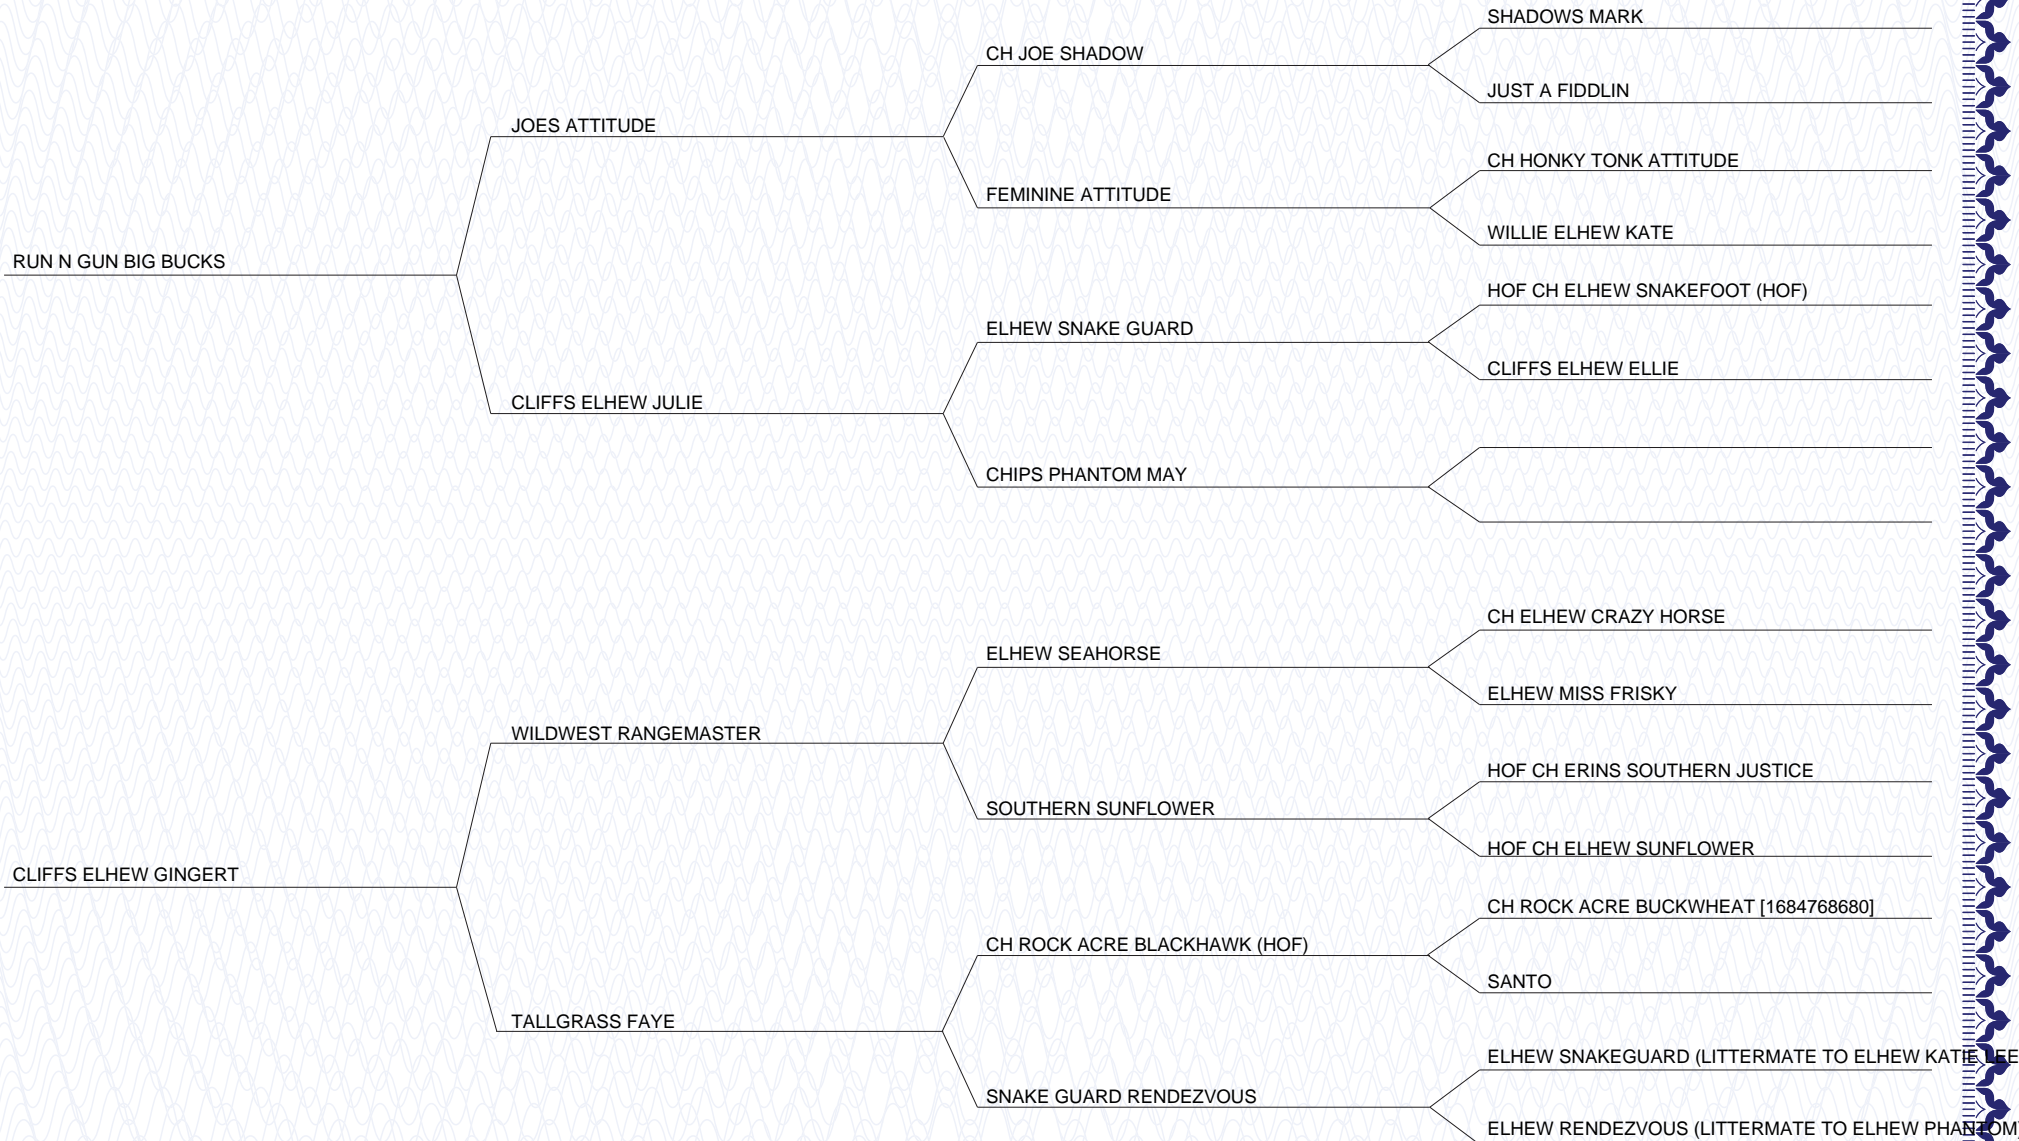 SHADOWS MARK
CH JOE SHADOW
JUST A FIDDLIN
JOES ATTITUDE
CH HONKY TONK ATTITUDE
FEMININE ATTITUDE
WILLIE ELHEW KATE
RUN N GUN BIG BUCKS
HOF CH ELHEW SNAKEFOOT (HOF)
ELHEW SNAKE GUARD
CLIFFS ELHEW ELLIE
CLIFFS ELHEW JULIE
CHIPS PHANTOM MAY
CH ELHEW CRAZY HORSE
ELHEW SEAHORSE
ELHEW MISS FRISKY
WILDWEST RANGEMASTER
HOF CH ERINS SOUTHERN JUSTICE
SOUTHERN SUNFLOWER
HOF CH ELHEW SUNFLOWER
CLIFFS ELHEW GINGERT
CH ROCK ACRE BUCKWHEAT [1684768680]
CH ROCK ACRE BLACKHAWK (HOF)
SANTO
TALLGRASS FAYE
ELHEW SNAKEGUARD (LITTERMATE TO ELHEW KATIE LEE
SNAKE GUARD RENDEZVOUS
ELHEW RENDEZVOUS (LITTERMATE TO ELHEW PHANTOM)